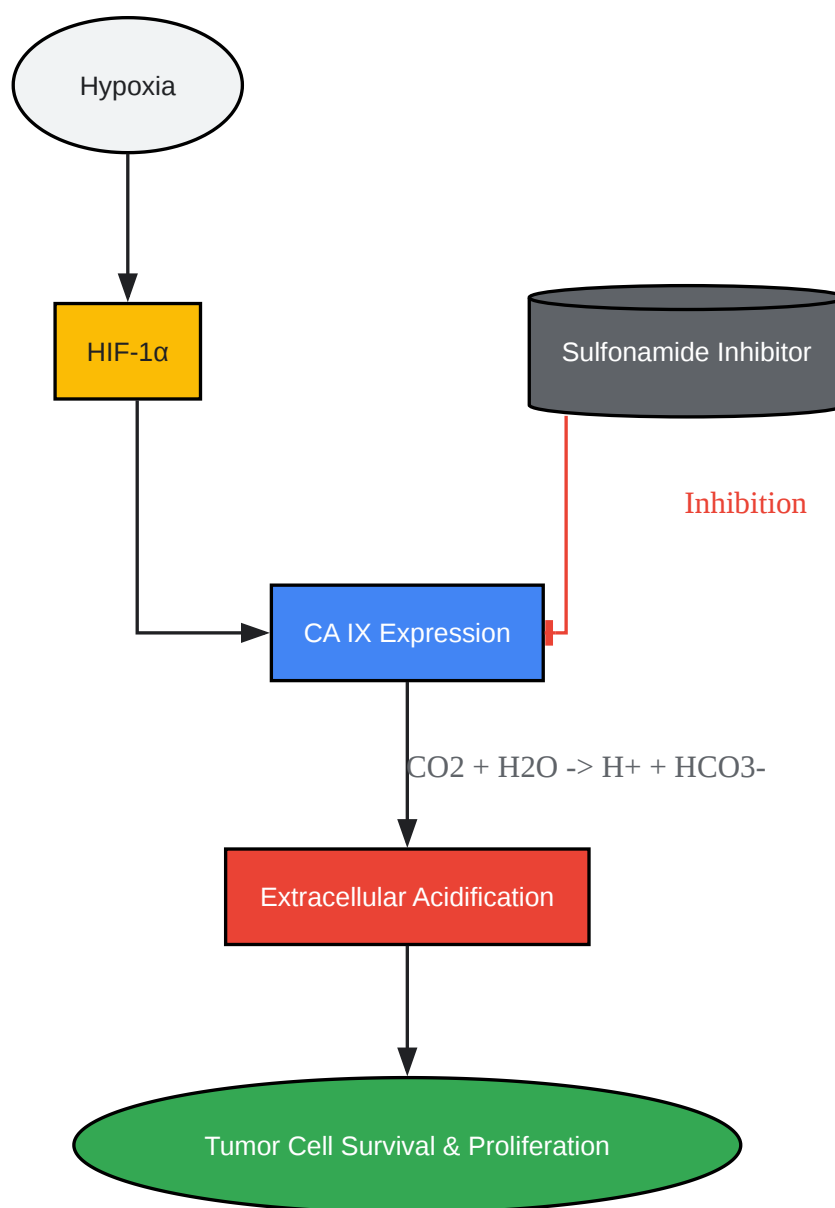 Hypoxia
HIF-1α
Sulfonamide Inhibitor
Inhibition
CA IX Expression
CO2 + H2O -> H+ + HCO3-
Extracellular Acidification
Tumor Cell Survival & Proliferation